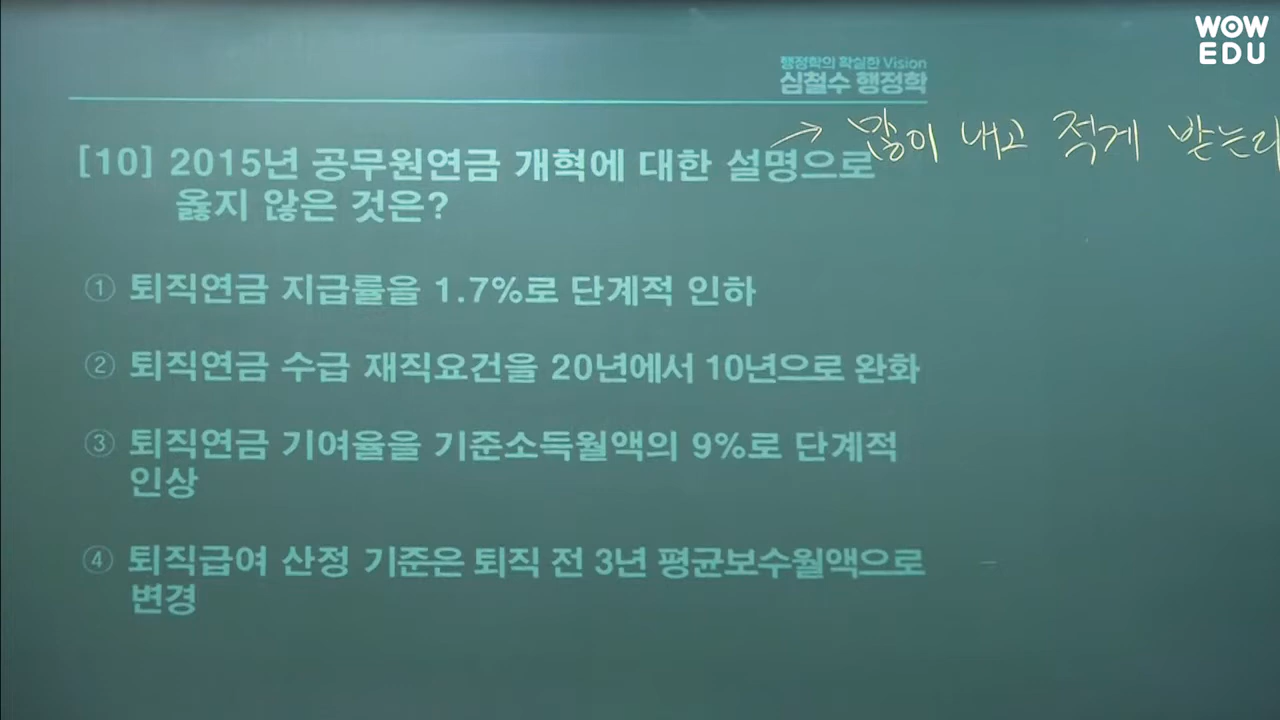 WOW
EDU
행정학의 확실한 Vision
심철수 행정학
→ 많이 내고 적게 받는다
[10] 2015년 공무원연금 개혁에 대한 설명으로
옳지 않은 것은?
① 퇴직연금 지급률을 1.7%로 단계적 인하
② 퇴직연금 수급 재직요건을 20년에서 10년으로 완화
③ 퇴직연금 기여율을 기준소득월액의 9%로 단계적
인상
④ 퇴직급여 산정 기준은 퇴직 전 3년 평균보수월액으로
변경